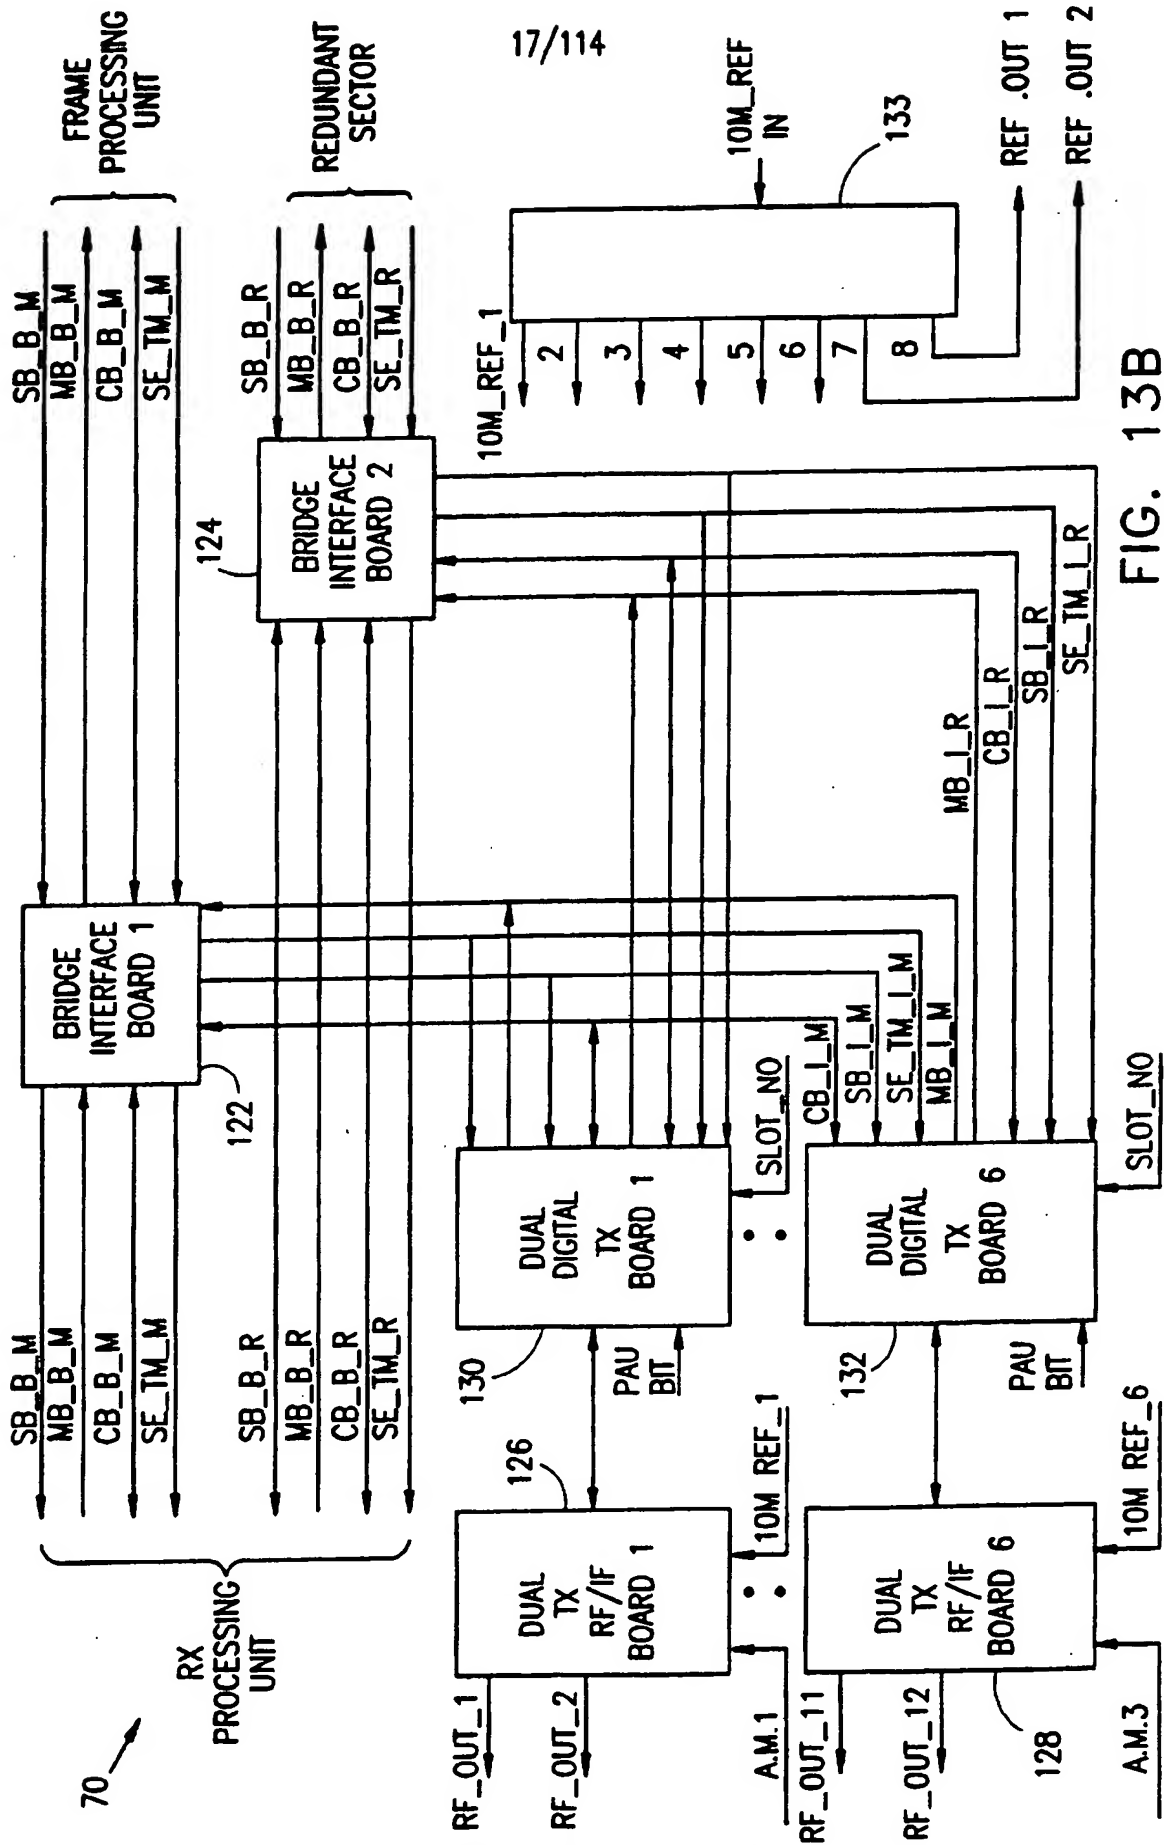 17/114
70
RX
PROCESSING
UNIT
SB_B_M
MB_B_M
CB_B_M
SE_TM_M
SB_B_R
MB_B_R
CB_B_R
SE_TM_R
122
BRIDGE
INTERFACE
BOARD 1
SB_B_M
MB_B_M
CB_B_M
SE_TM_M
FRAME
PROCESSING
UNIT
124
BRIDGE
INTERFACE
BOARD 2
SB_B_R
MB_B_R
CB_B_R
SE_TM_R
REDUNDANT
SECTOR
RF_OUT_1
RF_OUT_2
A.M.1
DUAL
TX
RF/IF
BOARD 1
126
10M REF_1
130
PAU
BIT
DUAL
DIGITAL
TX
BOARD 1
SLOT_NO
10M_REF_1
2
3
4
5
6
7
8
10M_REF
IN
133
REF .OUT 1
REF .OUT 2
RF_OUT_11
RF_OUT_12
A.M.3
DUAL
TX
RF/IF
BOARD 6
128
10M REF_6
132
PAU
BIT
DUAL
DIGITAL
TX
BOARD 6
SLOT_NO
CB_I_M
SB_I_M
SE_TM_I_M
MB_I_M
MB_I_R
CB_I_R
SB_I_R
SE_TM_I_R
FIG. 13B